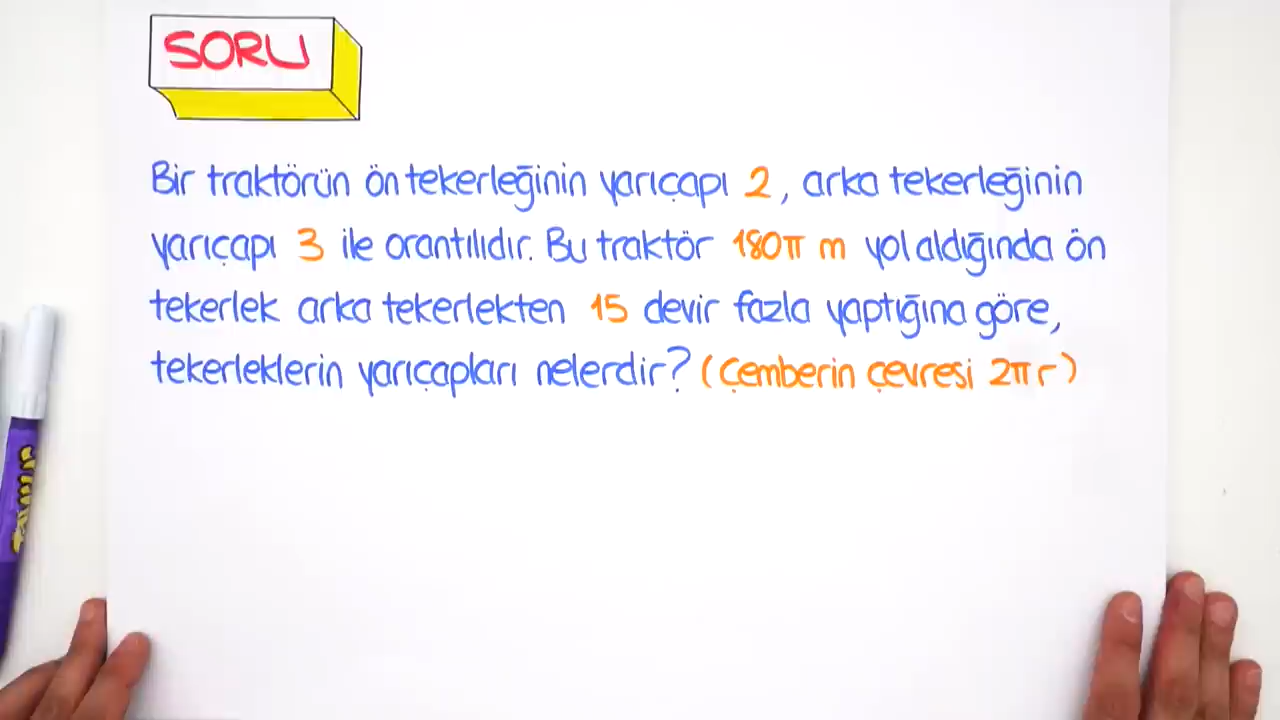 SORU
Bir traktörün ön tekerleğinin yarıçapı 2, arka tekerleğinin
yarıçapı 3 ile orantılıdır. Bu traktör 180π m yol aldığında ön
tekerlek arka tekerlekten 15 devir fazla yaptığına göre,
tekerleklerin yarıçapları nelerdir? (Çemberin çevresi 2πr)